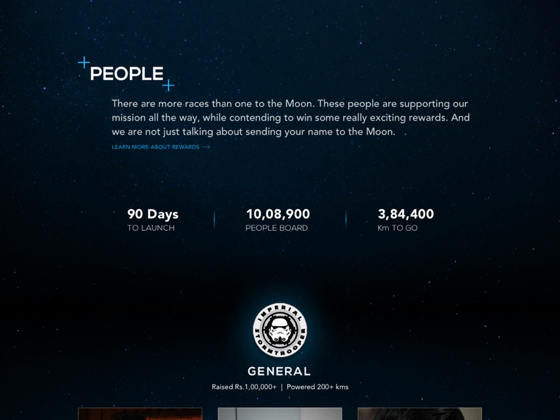 PEOPLE
There are more races than one to the Moon. These people are supporting our
mission all the way, while contending to win some really exciting rewards. And
we are not just talking about sending your name to the Moon. .
LEARN MORE ABOUT REWARDS →
90 Days
TO LAUNCH
10,08,900
PEOPLE BOARD
3,84,400
Km TO GO
IMPERIAL
STORMTROOPER
GENERAL
Raised Rs.1,00,000+ | Powered 200+ kms